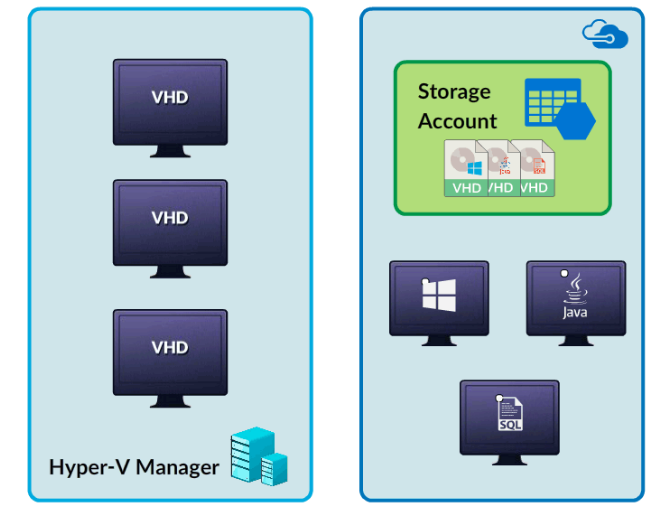 VHD
VHD
VHD
Hyper-V Manager
Storage
Account
VHD VHD VHD
Java
SQL